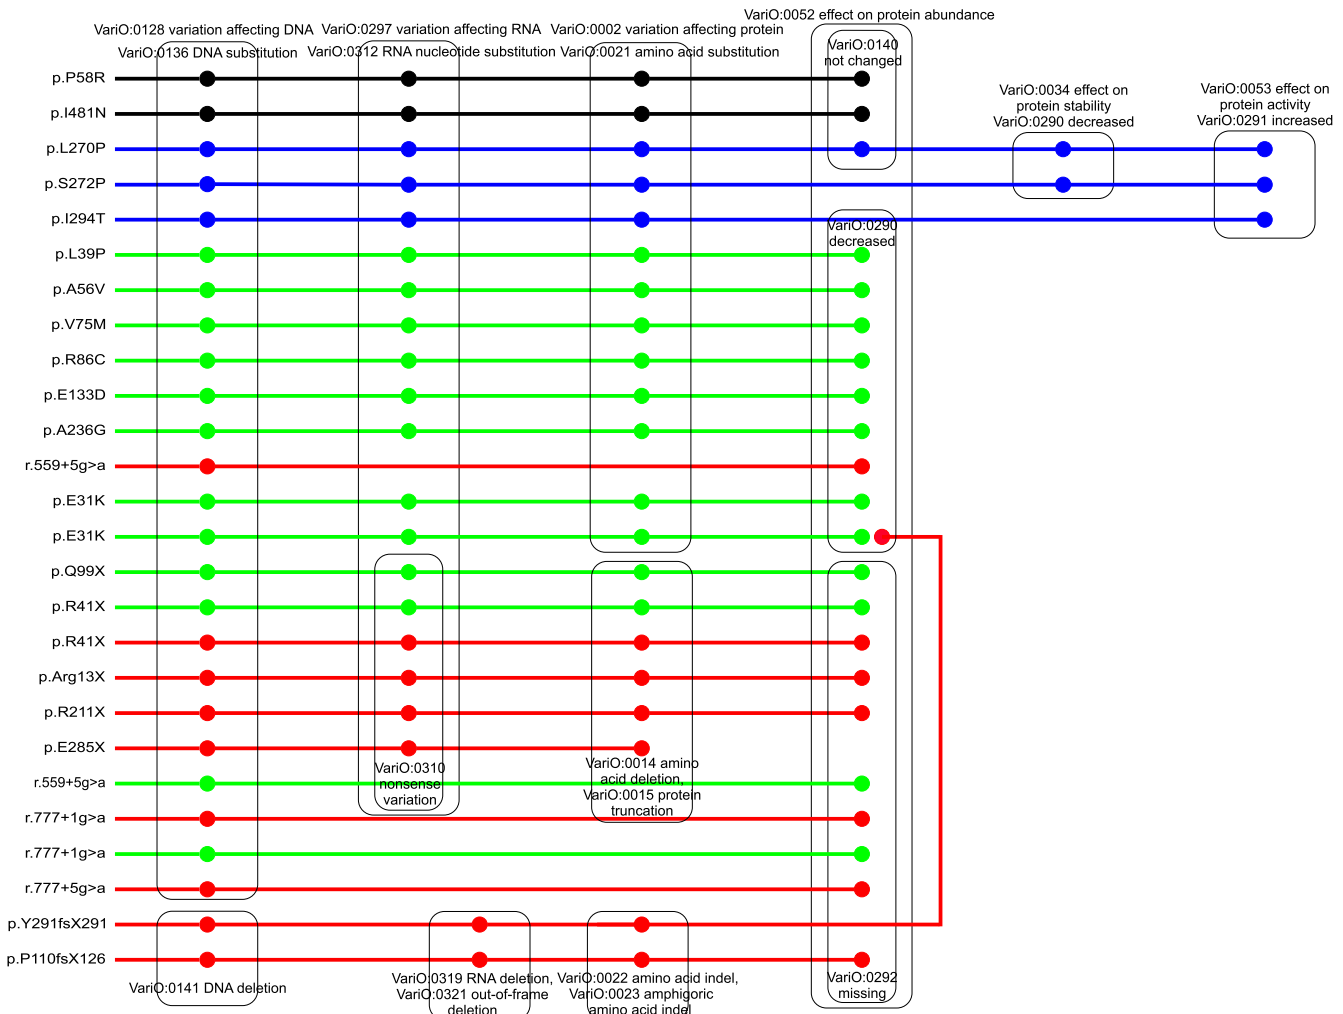 VariO:0052 effect on protein abundance
VariO:0128 variation affecting DNA
VariO:0297 variation affecting RNA
VariO:0002 variation affecting protein
VariO:0136 DNA substitution
VariO:0312 RNA nucleotide substitution
VariO:0021 amino acid substitution
VariO:0140
not changed
VariO:0034 effect on
protein stability
VariO:0290 decreased
VariO:0053 effect on
protein activity
VariO:0291 increased
p.P58R
p.I481N
p.L270P
p.S272P
p.I294T
VariO:0290
decreased
p.L39P
p.A56V
p.V75M
p.R86C
p.E133D
p.A236G
r.559+5g>a
p.E31K
p.E31K
p.Q99X
p.R41X
p.R41X
p.Arg13X
p.R211X
p.E285X
VariO:0310
nonsense
variation
VariO:0014 amino
acid deletion,
VariO:0015 protein
truncation
r.559+5g>a
r.777+1g>a
r.777+1g>a
r.777+5g>a
p.Y291fsX291
p.P110fsX126
VariO:0141 DNA deletion
VariO:0319 RNA deletion,
VariO:0321 out-of-frame
deletion
VariO:0022 amino acid indel,
VariO:0023 amphigoric
amino acid indel
VariO:0292
missing